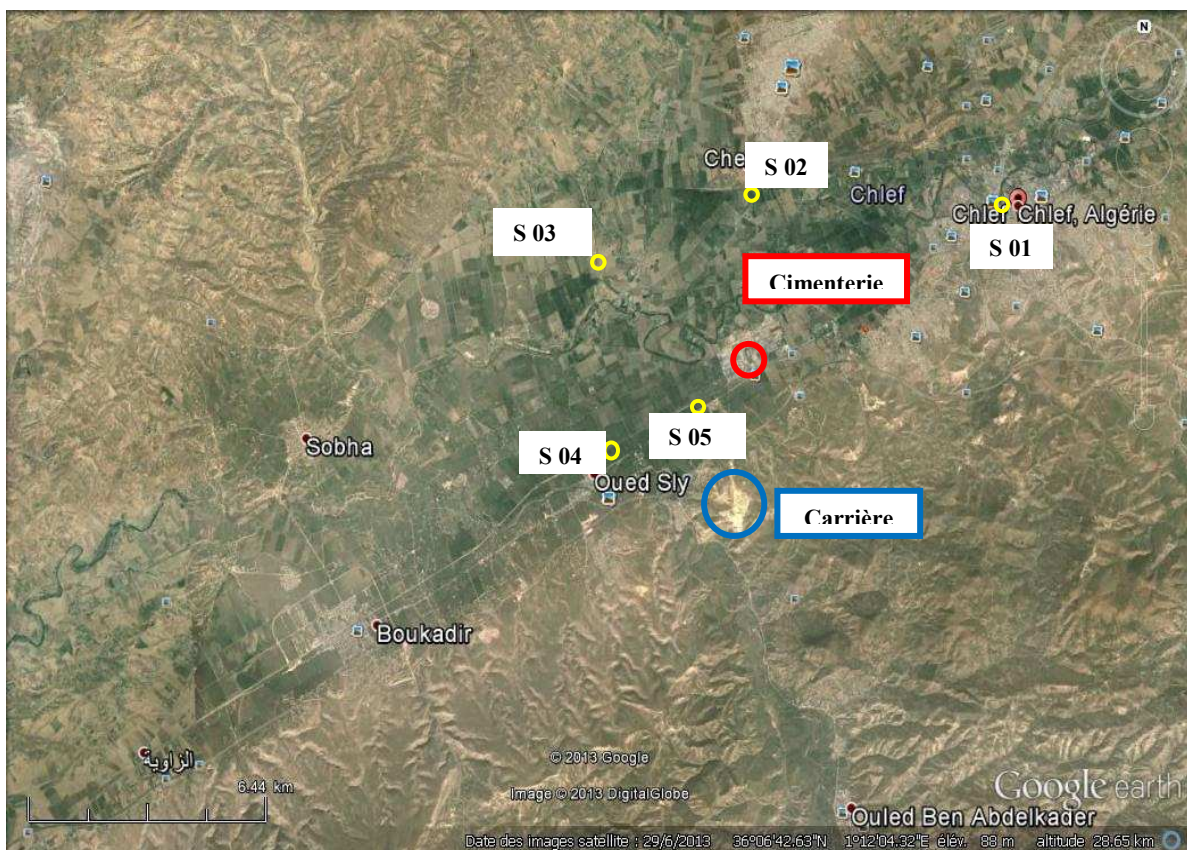 N
Che
S 02
Chlef
Chlef
Chlef, Algérie
S 03
S 01
Cimenterie
Sobha
S 05
S 04
Oued Sly
Carrière
Boukadir
الزاوية
6.44 km
© 2013 Google
Image © 2013 DigitalGlobe
Google earth
Ouled Ben Abdelkader
Date des images satellite : 29/6/2013 36°06'42.63"N 1°12'04.32"E élév. 88 m altitude 28.65 km